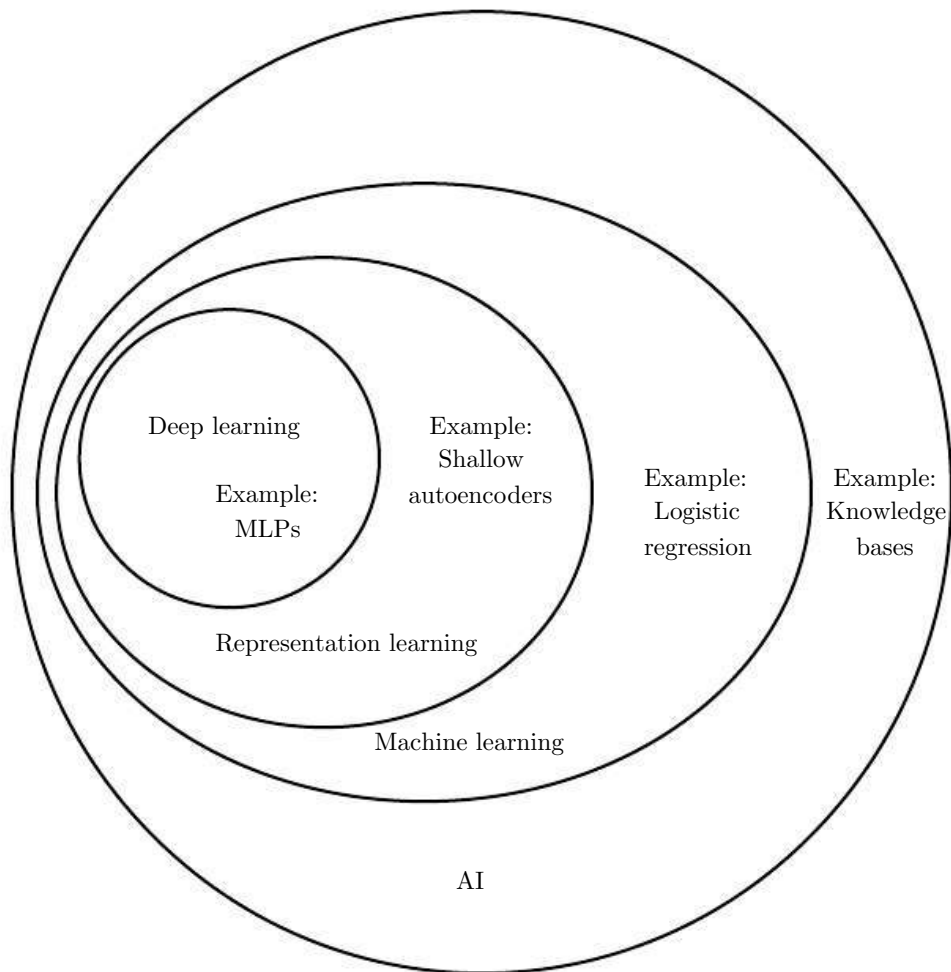 Deep learning
Example:
MLPs
Example:
Shallow
autoencoders
Example:
Logistic
regression
Example:
Knowledge
bases
Representation learning
Machine learning
AI